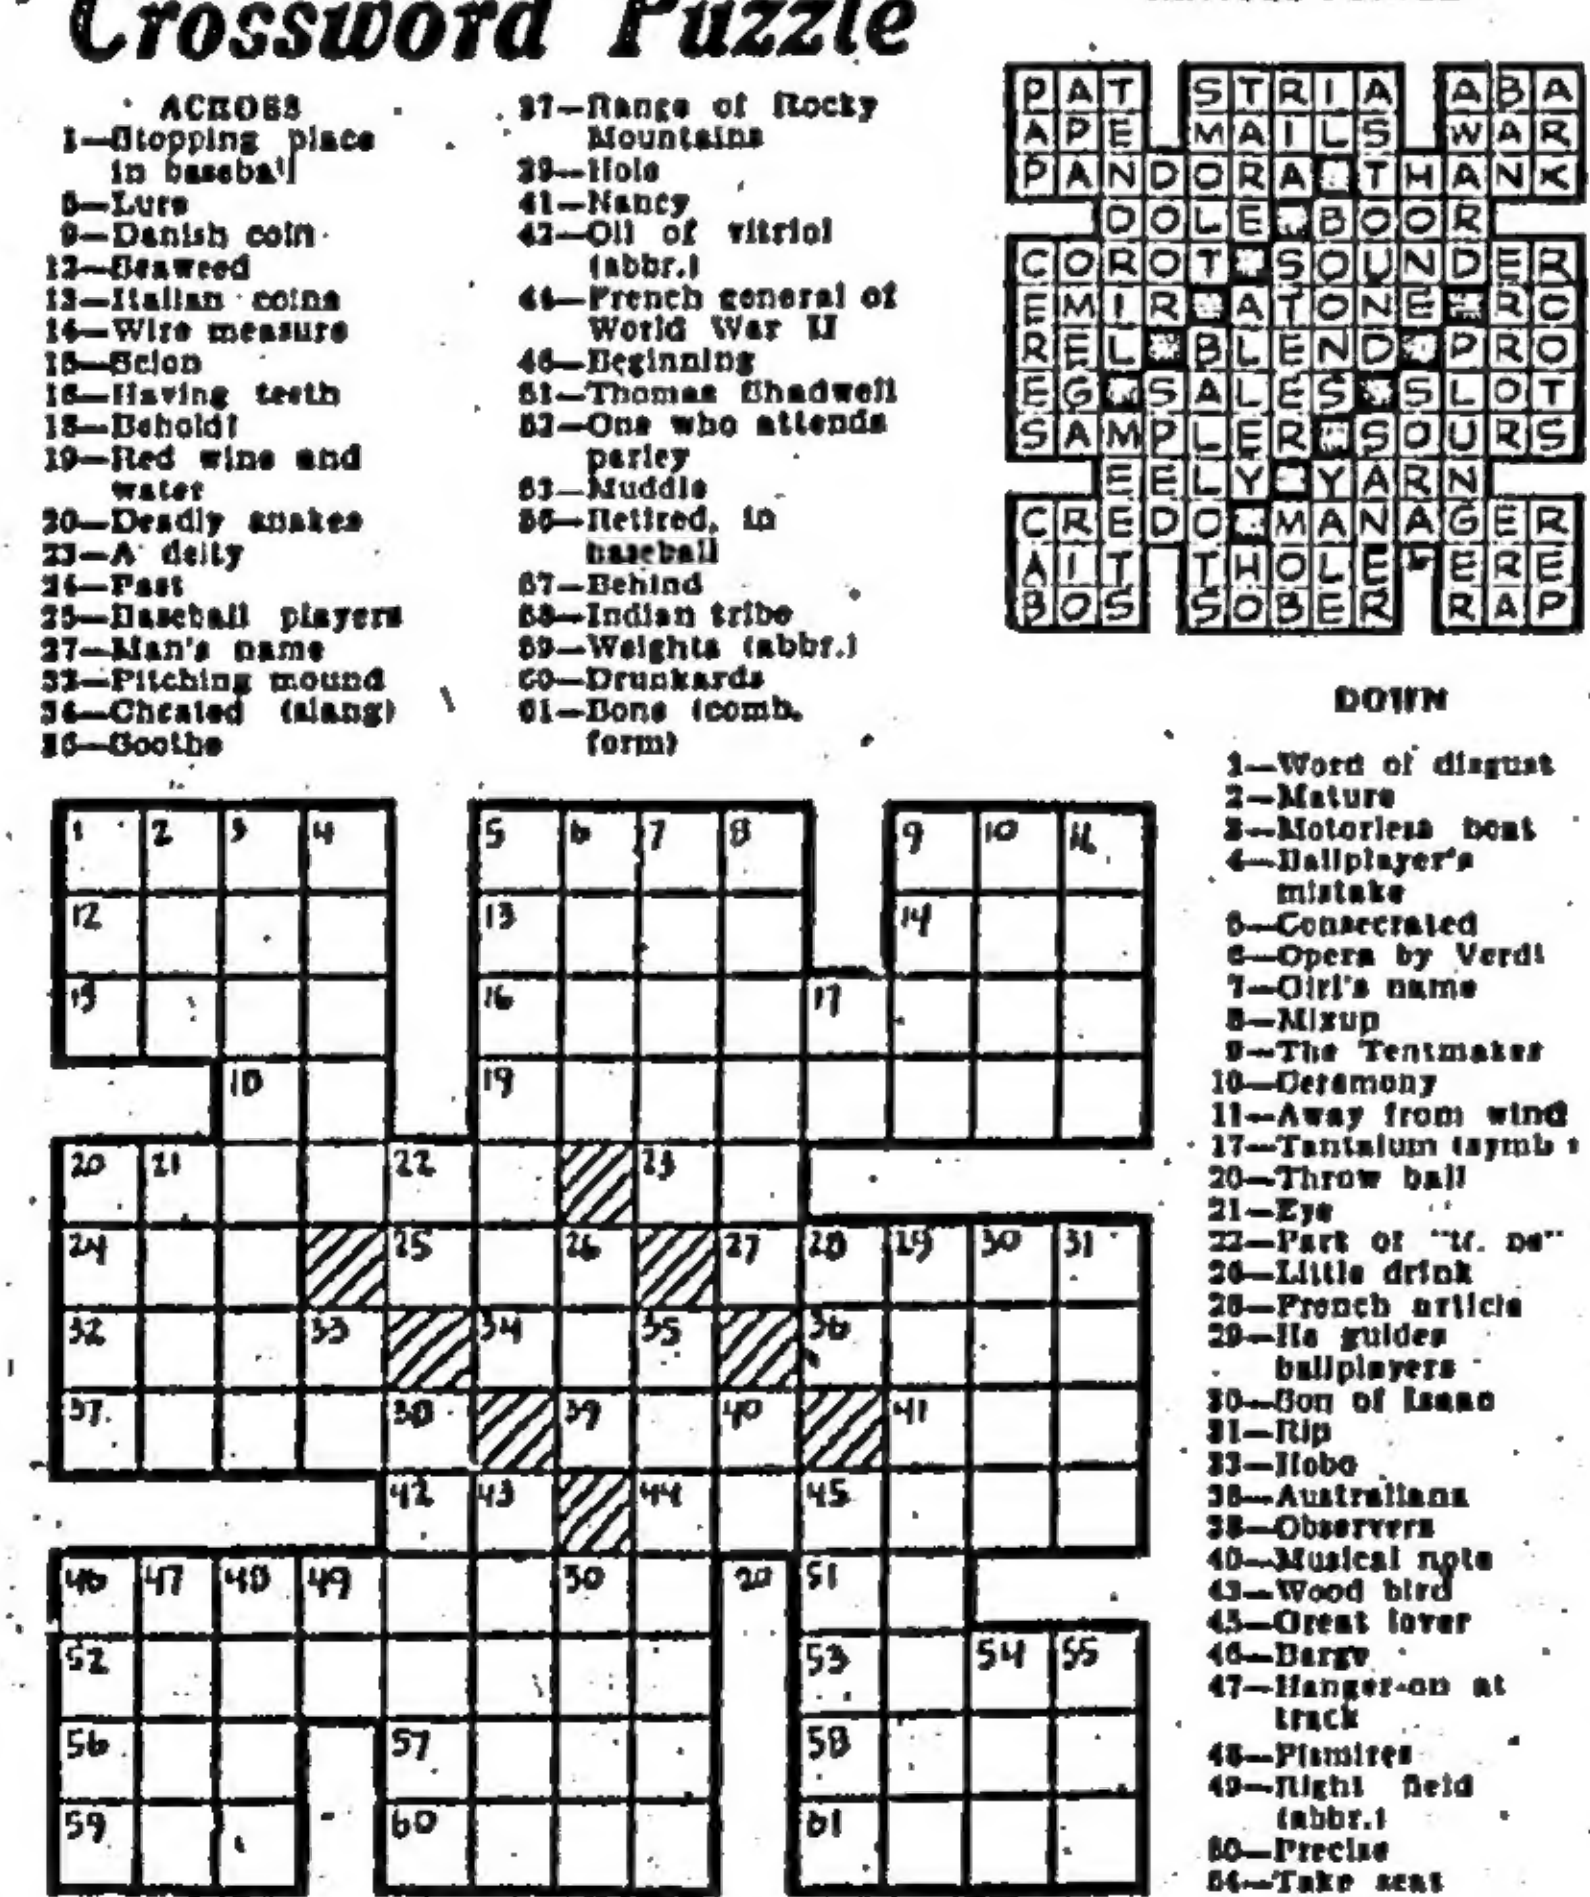 Crossword Puzzle
ACROSS
1—Stopping place
in baseball
5—Lure
9—Danish coin
12—Seaweed
13—Italian coins
14—Wire measure
15—Scion
16—Having teeth
18—Behold!
19—Red wine and
water
20—Deadly snakes
23—A deity
24—Past
25—Baseball players
27—Man's name
32—Pitching mound
34—Cheated (slang)
36—Soothe
37—Range of Rocky
Mountains
39—Hole
41—Nancy
42—Oil of vitriol
(abbr.)
44—French general of
World War II
46—Beginning
51—Thomas Shadwell
52—One who attends
parley
53—Muddle
56—Retired, in
baseball
57—Behind
58—Indian tribe
59—Weights (abbr.)
60—Drunkards
61—Bone (comb.
form)
PAT STRIA ABA
APE MAILS WAR
PANDORA THANK
DOLE BOOR
COROT SOUNDER
EMIR ATONE RO
REL BLEND PRO
EG SALES SLOT
SAMPLER SOURS
EELY YARN
CREDO MANAGER
AIT THOLE ERE
BOS SOBER RAP
DOWN
1—Word of disgust
2—Mature
3—Motorless boat
4—Ballplayer's
mistake
5—Consecrated
6—Opera by Verdi
7—Girl's name
8—Mixup
9—The Tentmaker
10—Ceremony
11—Away from wind
17—Tantalum (symb
20—Throw ball
21—Eye
22—Part of "to be"
26—Little drink
28—French article
29—He guides
ballplayers
30—Son of Isaac
31—Rip
33—Hobo
35—Australians
38—Observers
40—Musical note
43—Wood bird
45—Great lover
46—Barge
47—Hanger-on at
track
48—Pismires
49—Right field
(abbr.)
50—Precise
54—Take seat
1 2 3 4 5 6 7 8 9 10 11
12 13 14
15 16 17
18 19
20 21 22 23
24 25 26 27 28 29 30 31
32 33 34 35 36
37 38 39 40 41
42 43 44 45
46 47 48 49 50 20 51
52 53 54 55
56 57 58
59 60 61